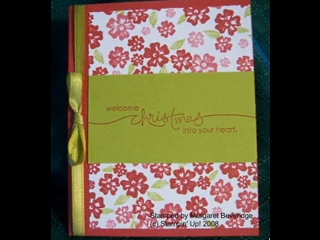 welcome
christmas
into your heart.
Stamped by Margaret Beveridge
(c) Stampin' Up! 2008